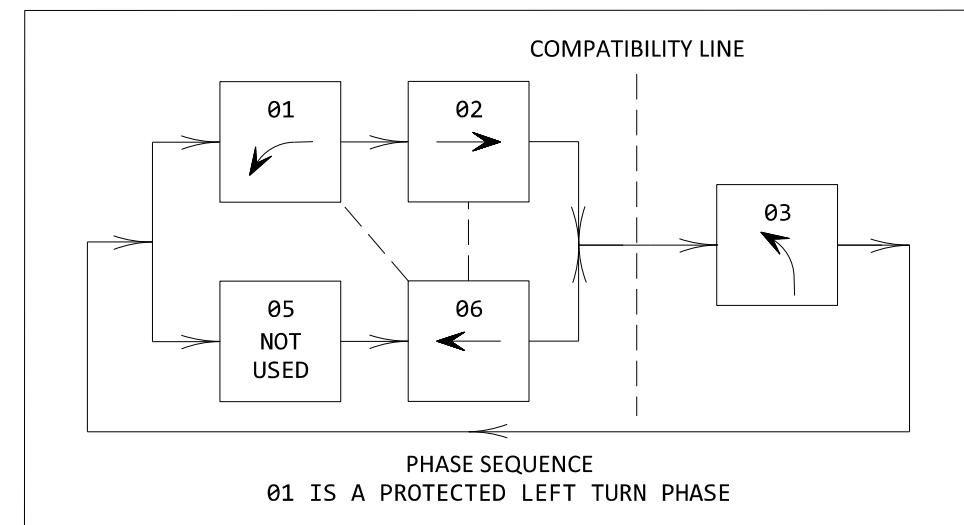 COMPATIBILITY LINE
01
02
03
05
NOT
USED
06
PHASE SEQUENCE
01 IS A PROTECTED LEFT TURN PHASE